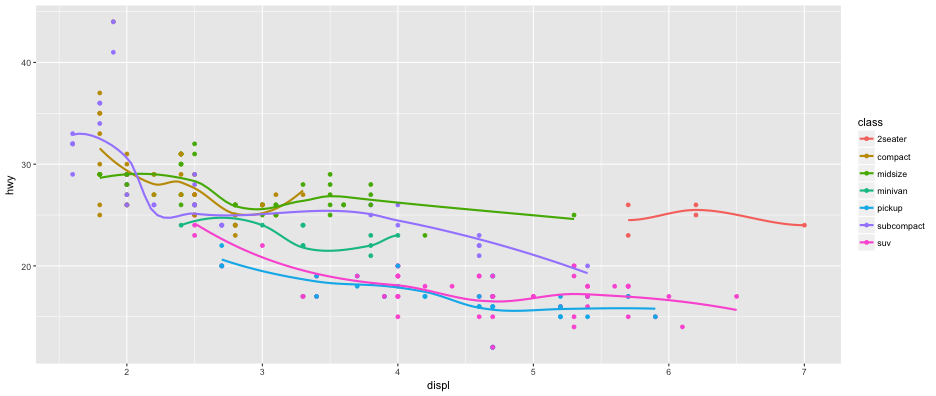 40
30
20
hwy
2 3 4 5 6 7
displ
class
2seater
compact
midsize
minivan
pickup
subcompact
suv